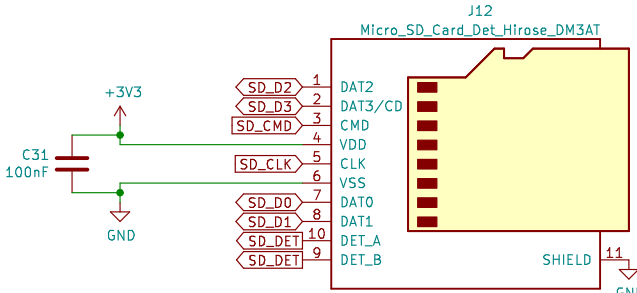 J12
Micro_SD_Card_Det_Hirose_DM3AT
SD_D2 1 DAT2
+3V3
SD_D3 2 DAT3/CD
SD_CMD 3 CMD
4 VDD
C31
100nF
SD_CLK 5 CLK
6 VSS
SD_D0 7 DAT0
SD_D1 8 DAT1
GND
SD_DET 10 DET_A
SD_DET 9 DET_B
SHIELD 11
GND